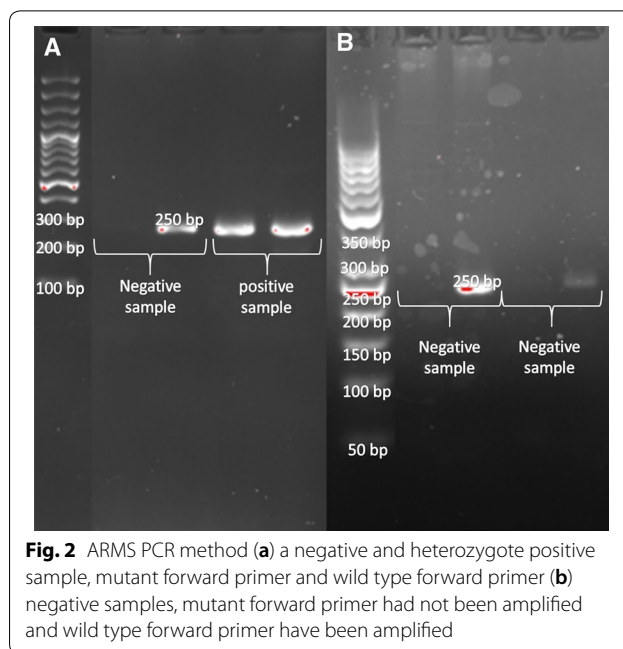 A
B
300 bp
200 bp
100 bp
250 bp
Negative
sample
positive
sample
350 bp
300 bp
250 bp
200 bp
150 bp
100 bp
50 bp
250 bp
Negative
sample
Negative
sample
Fig. 2 ARMS PCR method (a) a negative and heterozygote positive
sample, mutant forward primer and wild type forward primer (b)
negative samples, mutant forward primer had not been amplified
and wild type forward primer have been amplified